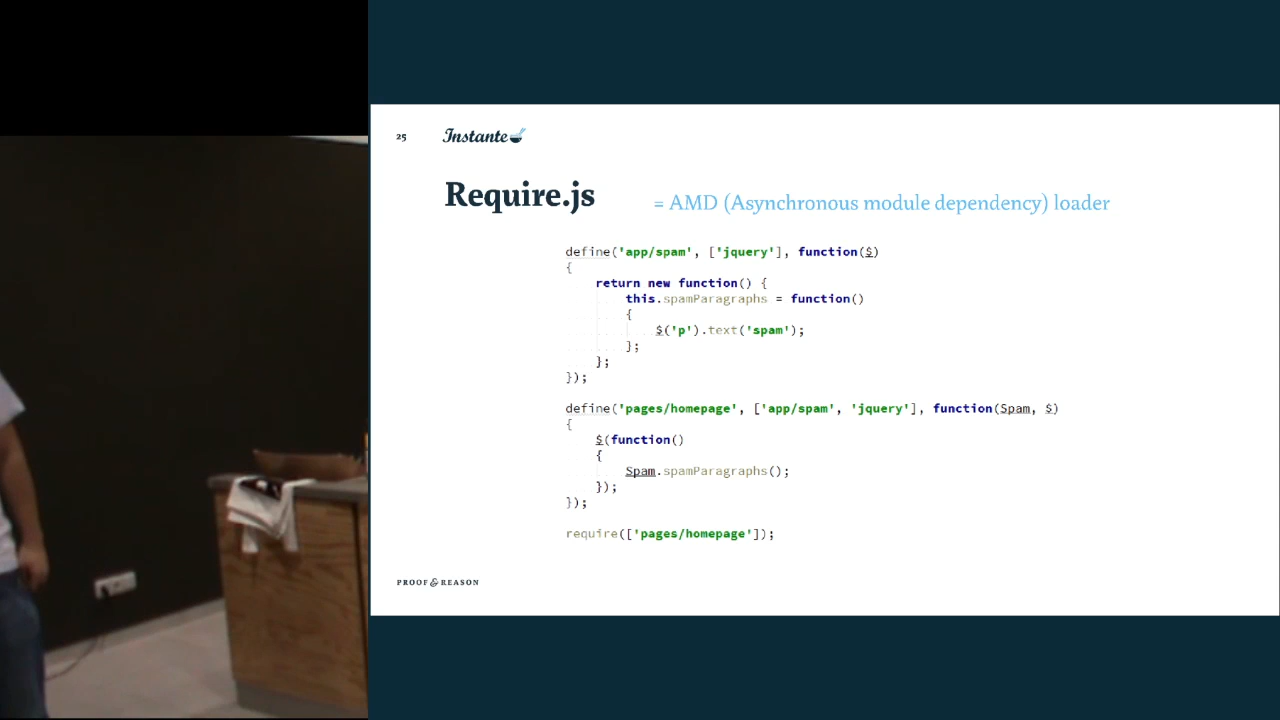 25
Instante
Require.js = AMD (Asynchronous module dependency) loader
define('app/spam', ['jquery'], function($)
{
    return new function() {
        this.spamParagraphs = function()
        {
            $('p').text('spam');
        };
    };
});
define('pages/homepage', ['app/spam', 'jquery'], function(Spam, $)
{
    $(function()
    {
        Spam.spamParagraphs();
    });
});
require(['pages/homepage']);
PROOF & REASON